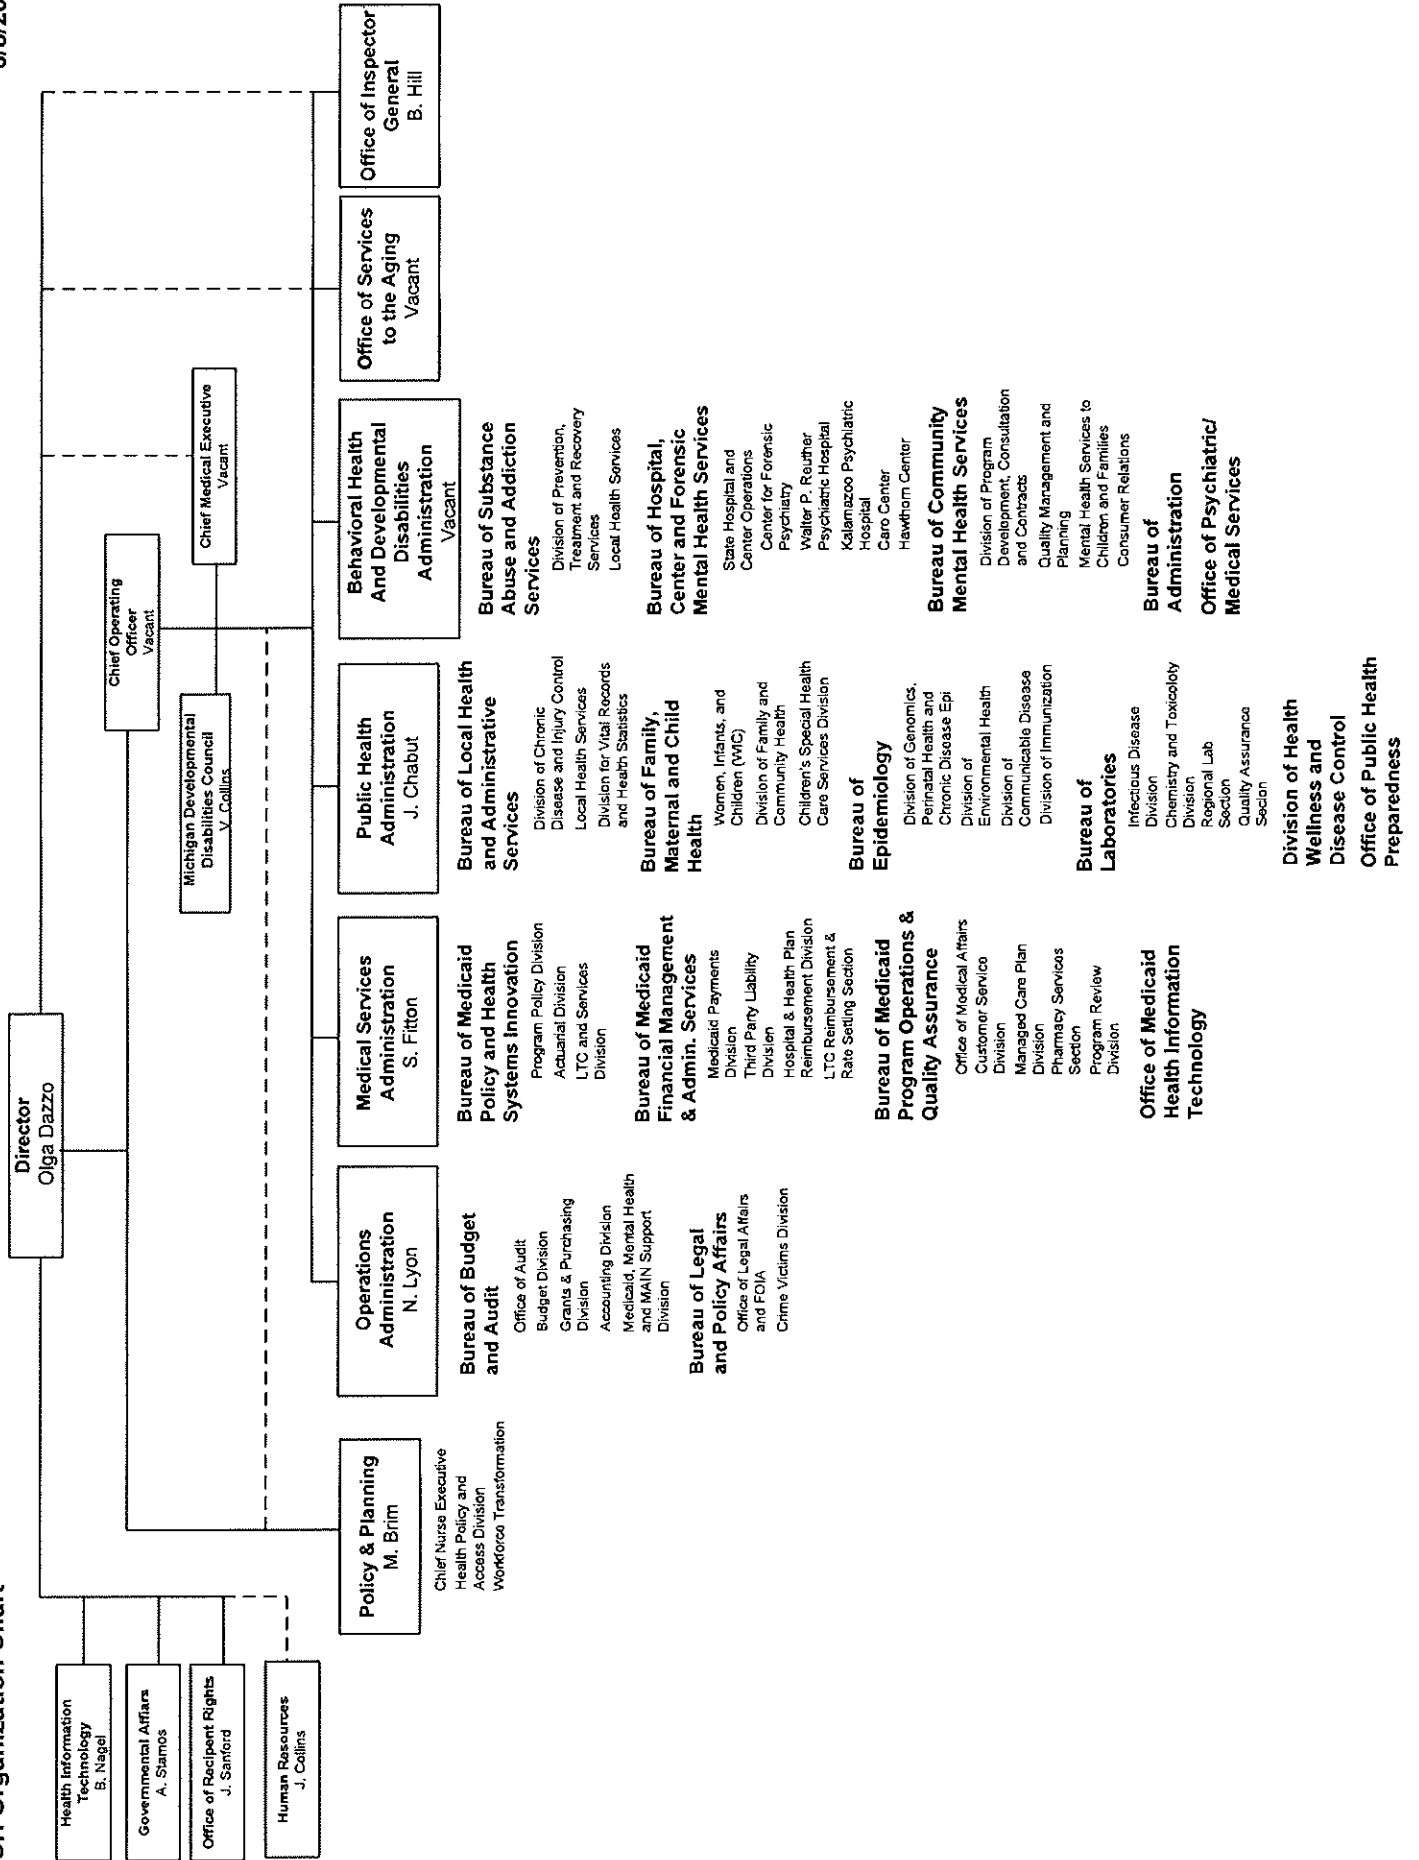 Director
Olga Dazzo
Health Information
Technology
B. Nagel
Governmental Affiars
A. Stamos
Office of Recipent Rights
J. Sanford
Human Resources
J. Collins
Chief Operating
Officer
Vacant
Michigan Developmental
Disabilities Council
V. Collins
Chief Medical Executive
Vacant
Policy & Planning
M. Brim
Chief Nurse Executive
Health Policy and
Access Division
Workforce Transformation
Operations
Administration
N. Lyon
Bureau of Budget
and Audit
Office of Audit
Budget Division
Grants & Purchasing
Division
Accounting Division
Medicaid, Mental Health
and MAIN Support
Division
Bureau of Legal
and Policy Affairs
Office of Legal Affairs
and FOIA
Crime Victims Division
Medical Services
Administration
S. Fitton
Bureau of Medicaid
Policy and Health
Systems Innovation
Program Policy Division
Actuarial Division
LTC and Services
Division
Bureau of Medicaid
Financial Management
& Admin. Services
Medicaid Payments
Division
Third Party Liability
Division
Hospital & Health Plan
Reimbursement Division
LTC Reimbursement &
Rate Setting Section
Bureau of Medicaid
Program Operations &
Quality Assurance
Office of Medical Affairs
Customer Service
Division
Managed Care Plan
Division
Pharmacy Services
Section
Program Review
Division
Office of Medicaid
Health Information
Technology
Public Health
Administration
J. Chabut
Bureau of Local Health
and Administrative
Services
Division of Chronic
Disease and Injury Control
Local Health Services
Division for Vital Records
and Health Statistics
Bureau of Family,
Maternal and Child
Health
Women, Infants, and
Children (WIC)
Division of Family and
Community Health
Children's Special Health
Care Services Division
Bureau of
Epidemiology
Division of Genomics,
Perinatal Health and
Chronic Disease Epi
Division of
Environmental Health
Division of
Communicable Disease
Division of Immunization
Bureau of
Laboratories
Infectious Disease
Division
Chemistry and Toxicoloty
Division
Regional Lab
Section
Quality Assurance
Section
Division of Health
Wellness and
Disease Control
Office of Public Health
Preparedness
Behavioral Health
And Developmental
Disabilities
Administration
Vacant
Bureau of Substance
Abuse and Addiction
Services
Division of Prevention,
Treatment and Recovery
Services
Local Health Services
Bureau of Hospital,
Center and Forensic
Mental Health Services
State Hospital and
Center Operations
Center for Forensic
Psychiatry
Walter P. Reuther
Psychiatric Hospital
Kalamazoo Psychiatric
Hospital
Caro Center
Hawthorn Center
Bureau of Community
Mental Health Services
Division of Program
Development, Consultation
and Contracts
Quality Management and
Planning
Mental Health Services to
Children and Families
Consumer Relations
Bureau of
Administration
Office of Psychiatric/
Medical Services
Office of Services
to the Aging
Vacant
Office of Inspector
General
B. Hill